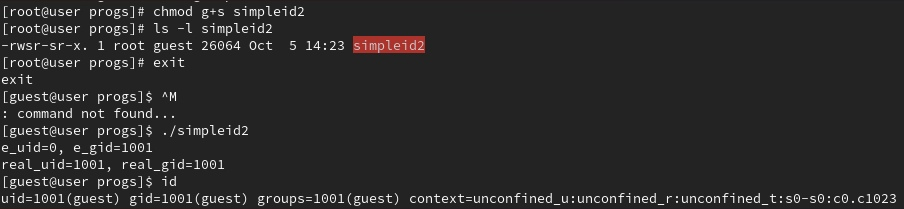 [root@user progs]# chmod g+s simpleid2
[root@user progs]# ls -l simpleid2
-rwsr-sr-x. 1 root guest 26064 Oct  5 14:23 simpleid2
[root@user progs]# exit
exit
[guest@user progs]$ ^M
: command not found...
[guest@user progs]$ ./simpleid2
e_uid=0, e_gid=1001
real_uid=1001, real_gid=1001
[guest@user progs]$ id
uid=1001(guest) gid=1001(guest) groups=1001(guest) context=unconfined_u:unconfined_r:unconfined_t:s0-s0:c0.c1023